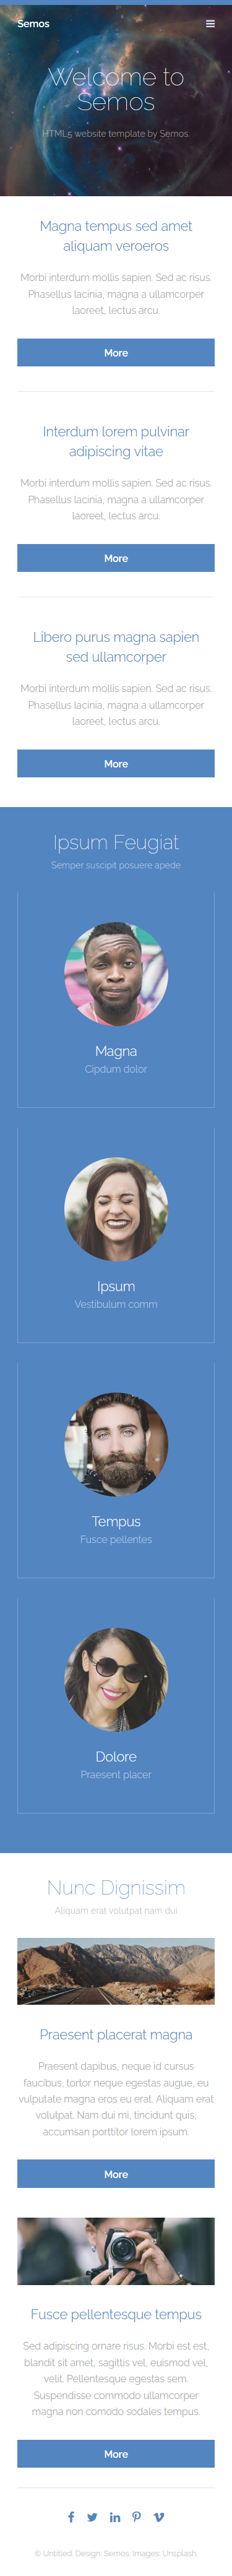 Semos
Welcome to
Semos
HTML5 website template by Semos.
Magna tempus sed amet
aliquam veroeros
Morbi interdum mollis sapien. Sed ac risus.
Phasellus lacinia, magna a ullamcorper
laoreet, lectus arcu.
More
Interdum lorem pulvinar
adipiscing vitae
Morbi interdum mollis sapien. Sed ac risus.
Phasellus lacinia, magna a ullamcorper
laoreet, lectus arcu.
More
Libero purus magna sapien
sed ullamcorper
Morbi interdum mollis sapien. Sed ac risus.
Phasellus lacinia, magna a ullamcorper
laoreet, lectus arcu.
More
Ipsum Feugiat
Semper suscipit posuere apede
Magna
Cipdum dolor
Ipsum
Vestibulum comm
Tempus
Fusce pellentes
Dolore
Praesent placer
Nunc Dignissim
Aliquam erat volutpat nam dui
Praesent placerat magna
Praesent dapibus, neque id cursus
faucibus, tortor neque egestas augue, eu
vulputate magna eros eu erat. Aliquam erat
volutpat. Nam dui mi, tincidunt quis,
accumsan porttitor lorem ipsum.
More
Fusce pellentesque tempus
Sed adipiscing ornare risus. Morbi est est,
blandit sit amet, sagittis vel, euismod vel,
velit. Pellentesque egestas sem.
Suspendisse commodo ullamcorper
magna non comodo sodales tempus.
More
© Untitled. Design: Semos. Images: Unsplash.